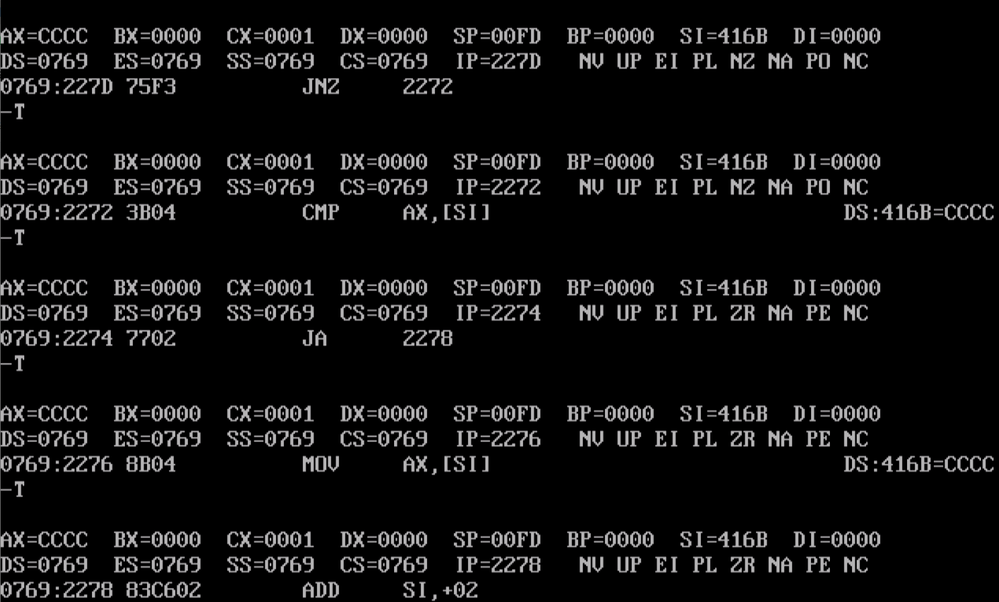 AX=CCCC BX=0000 CX=0001 DX=0000 SP=00FD BP=0000 SI=416B DI=0000
DS=0769 ES=0769 SS=0769 CS=0769 IP=227D NV UP EI PL NZ NA PO NC
0769:227D 75F3 JNZ 2272
-T
AX=CCCC BX=0000 CX=0001 DX=0000 SP=00FD BP=0000 SI=416B DI=0000
DS=0769 ES=0769 SS=0769 CS=0769 IP=2272 NV UP EI PL NZ NA PO NC
0769:2272 3B04 CMP AX,[SI] DS:416B=CCCC
-T
AX=CCCC BX=0000 CX=0001 DX=0000 SP=00FD BP=0000 SI=416B DI=0000
DS=0769 ES=0769 SS=0769 CS=0769 IP=2274 NV UP EI PL ZR NA PE NC
0769:2274 7702 JA 2278
-T
AX=CCCC BX=0000 CX=0001 DX=0000 SP=00FD BP=0000 SI=416B DI=0000
DS=0769 ES=0769 SS=0769 CS=0769 IP=2276 NV UP EI PL ZR NA PE NC
0769:2276 8B04 MOV AX,[SI] DS:416B=CCCC
-T
AX=CCCC BX=0000 CX=0001 DX=0000 SP=00FD BP=0000 SI=416B DI=0000
DS=0769 ES=0769 SS=0769 CS=0769 IP=2278 NV UP EI PL ZR NA PE NC
0769:2278 83C602 ADD SI,+02